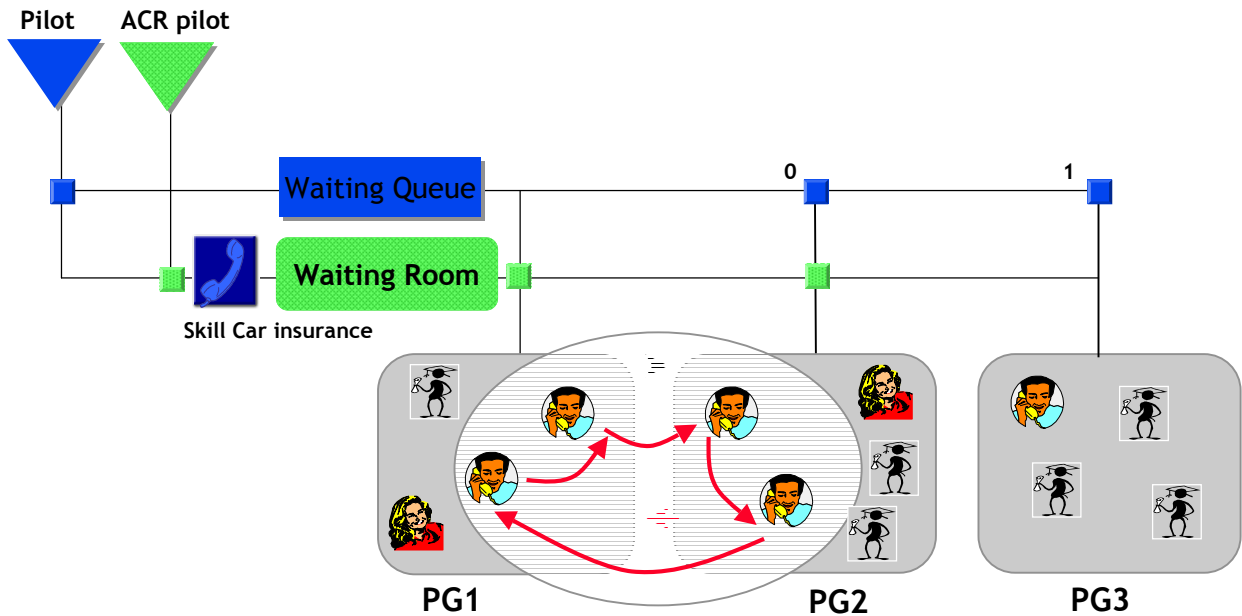 Pilot
ACR pilot
Waiting Queue
0
1
Waiting Room
Skill Car insurance
PG1
PG2
PG3